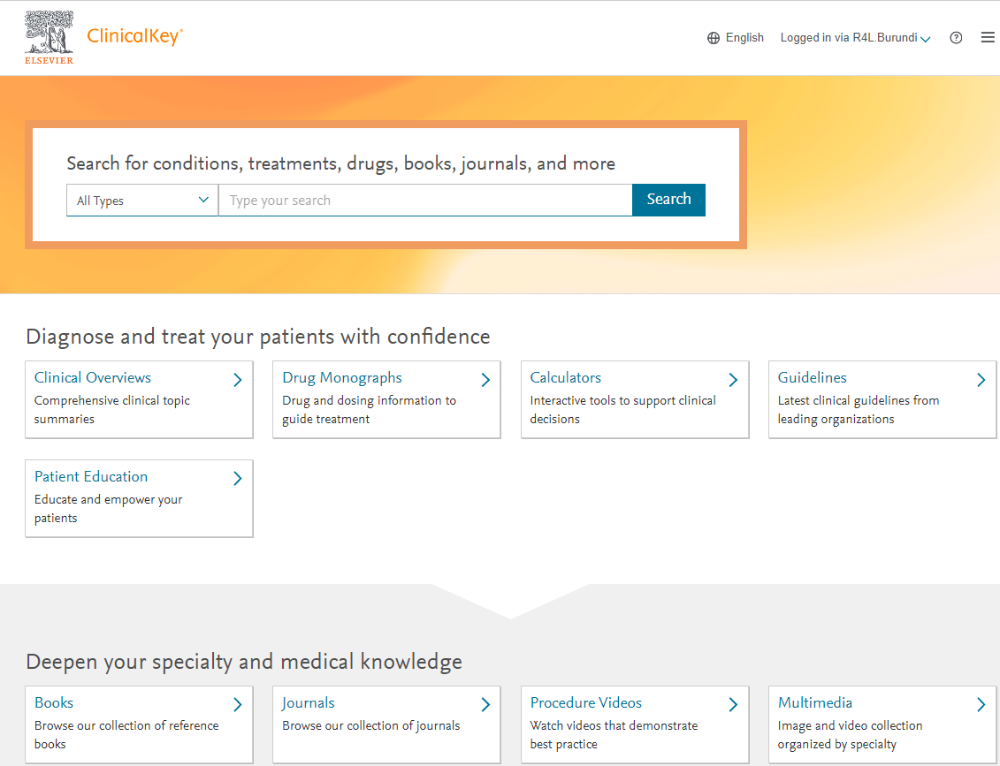 ELSEVIER
ClinicalKey®
English
Logged in via R4L.Burundi
Search for conditions, treatments, drugs, books, journals, and more
All Types
Type your search
Search
Diagnose and treat your patients with confidence
Clinical Overviews
Comprehensive clinical topic
summaries
Drug Monographs
Drug and dosing information to
guide treatment
Calculators
Interactive tools to support clinical
decisions
Guidelines
Latest clinical guidelines from
leading organizations
Patient Education
Educate and empower your
patients
Deepen your specialty and medical knowledge
Books
Browse our collection of reference
books
Journals
Browse our collection of journals
Procedure Videos
Watch videos that demonstrate
best practice
Multimedia
Image and video collection
organized by specialty